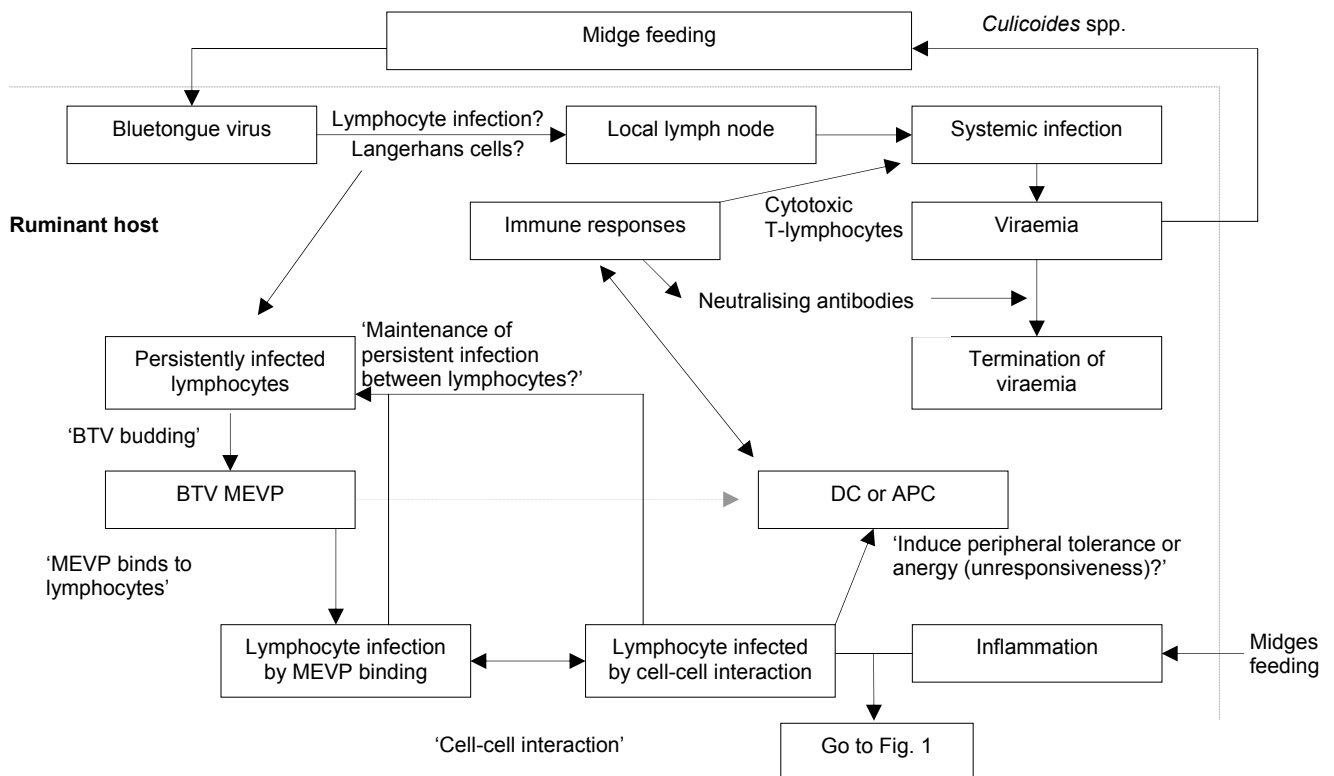 Midge feeding
Culicoides spp.
Bluetongue virus
Lymphocyte infection?
Langerhans cells?
Local lymph node
Systemic infection
Ruminant host
Immune responses
Cytotoxic
T-lymphocytes
Viraemia
Neutralising antibodies
Persistently infected
lymphocytes
‘Maintenance of
persistent infection
between lymphocytes?’
Termination of
viraemia
‘BTV budding’
BTV MEVP
DC or APC
‘MEVP binds to
lymphocytes’
‘Induce peripheral tolerance or
anergy (unresponsiveness)?’
Lymphocyte infection
by MEVP binding
Lymphocyte infected
by cell-cell interaction
Inflammation
Midges
feeding
‘Cell-cell interaction’
Go to Fig. 1